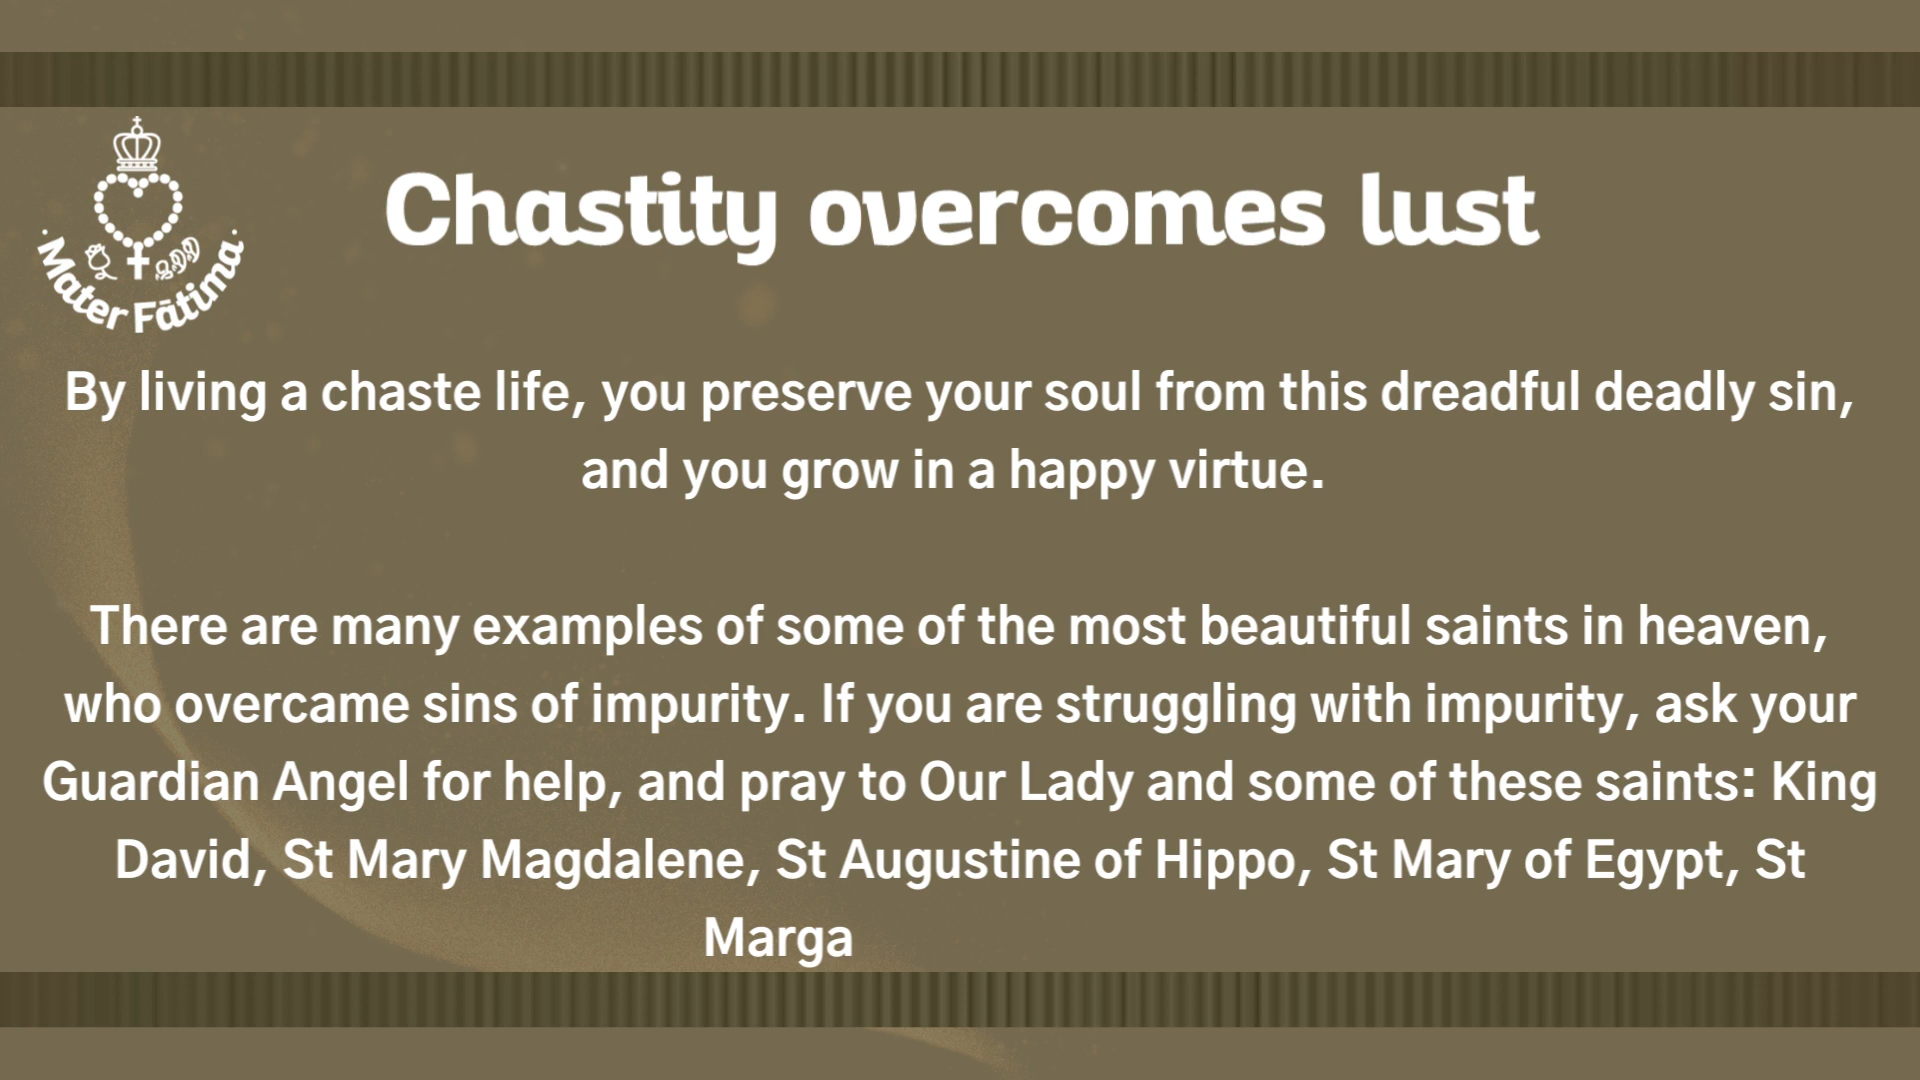 Chastity overcomes lust
·Mater Fātima·
By living a chaste life, you preserve your soul from this dreadful deadly sin,
and you grow in a happy virtue.
There are many examples of some of the most beautiful saints in heaven,
who overcame sins of impurity. If you are struggling with impurity, ask your
Guardian Angel for help, and pray to Our Lady and some of these saints: King
David, St Mary Magdalene, St Augustine of Hippo, St Mary of Egypt, St
Marga